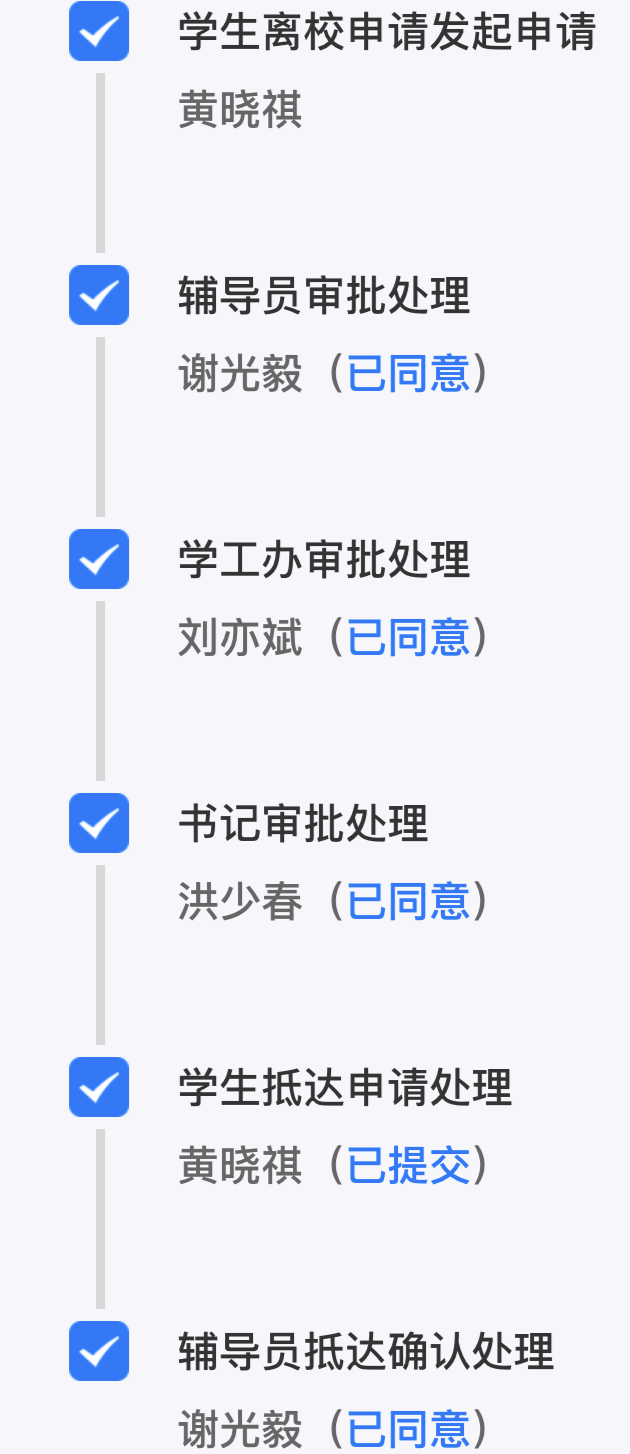 学生离校申请发起申请
黄晓祺
辅导员审批处理
谢光毅（已同意）
学工办审批处理
刘亦斌（已同意）
书记审批处理
洪少春（已同意）
学生抵达申请处理
黄晓祺（已提交）
辅导员抵达确认处理
谢光毅（已同意）